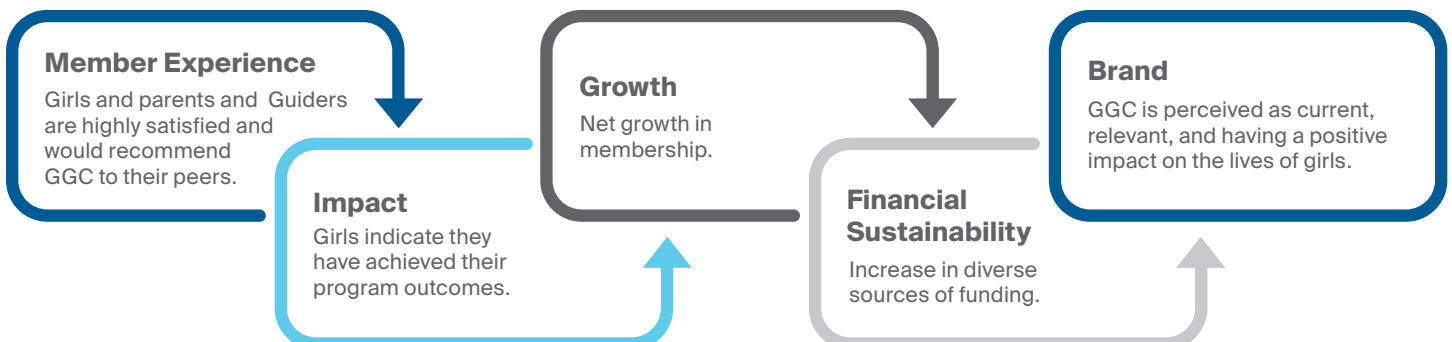 Member Experience
Girls and parents and Guiders
are highly satisfied and
would recommend
GGC to their peers.
Impact
Girls indicate they
have achieved their
program outcomes.
Growth
Net growth in
membership.
Financial
Sustainability
Increase in diverse
sources of funding.
Brand
GGC is perceived as current,
relevant, and having a positive
impact on the lives of girls.